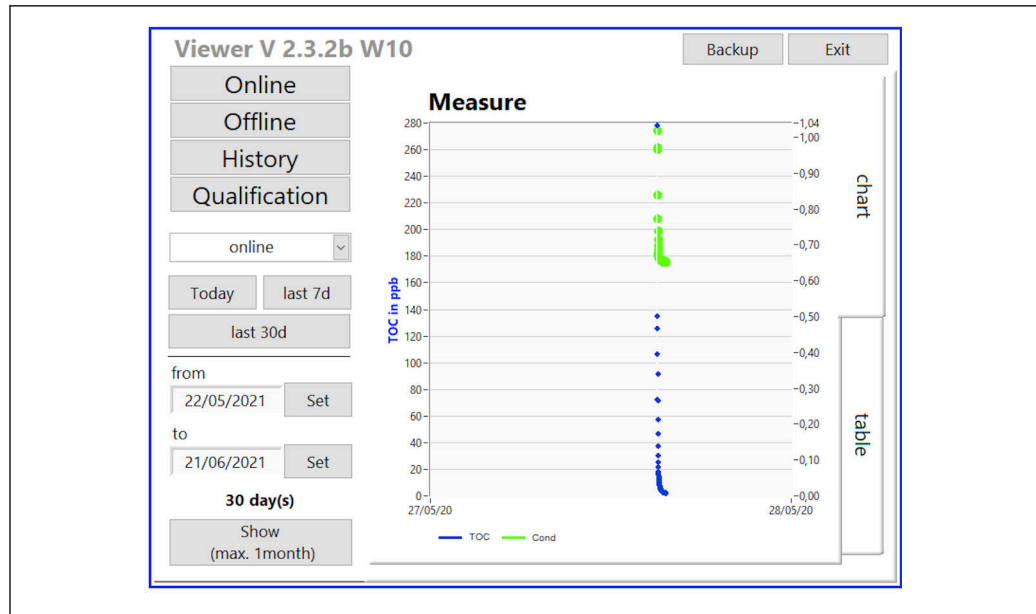 Viewer V 2.3.2b W10
Backup
Exit
Online
Offline
History
Qualification
online
Today
last 7d
last 30d
from
22/05/2021
Set
to
21/06/2021
Set
30 day(s)
Show
(max. 1month)
Measure
TOC in ppb
280
260
240
220
200
180
160
140
120
100
80
60
40
20
0
1,04
1,00
0,90
0,80
0,70
0,60
0,50
0,40
0,30
0,20
0,10
0,00
27/05/20
28/05/20
TOC
Cond
chart
table